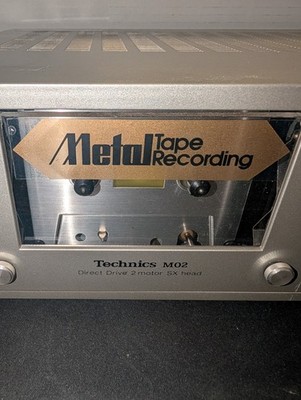 Metal Tape
Recording
Technics M02
Direct Drive 2 motor SX head